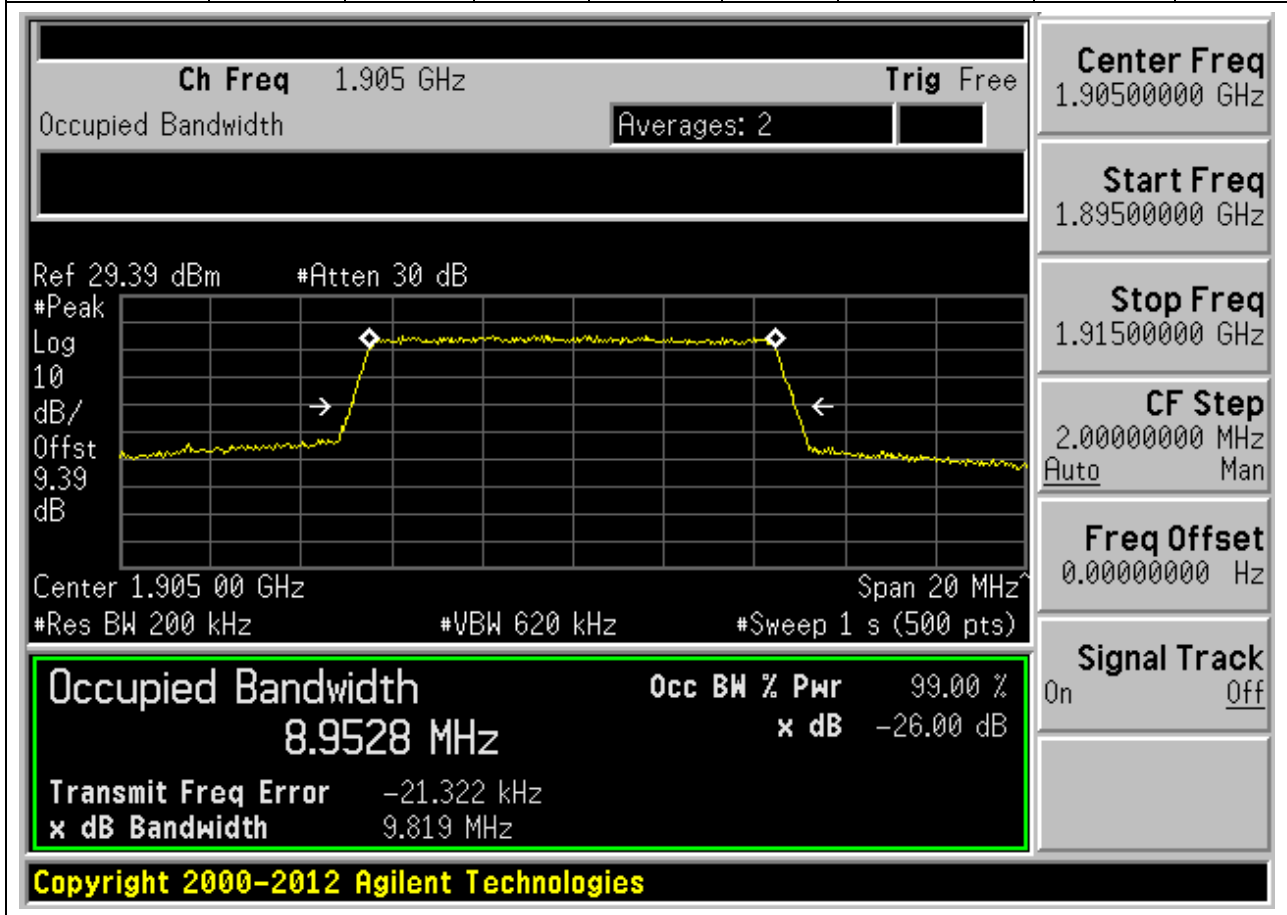 Ch Freq 1.905 GHz Trig Free
Occupied Bandwidth Averages: 2
Ref 29.39 dBm #Atten 30 dB
#Peak
Log
10
dB/
Offst
9.39
dB
Center 1.905 00 GHz Span 20 MHz^
#Res BW 200 kHz #VBW 620 kHz #Sweep 1 s (500 pts)
Occupied Bandwidth Occ BW % Pwr 99.00 %
8.9528 MHz x dB -26.00 dB
Transmit Freq Error -21.322 kHz
x dB Bandwidth 9.819 MHz
Copyright 2000-2012 Agilent Technologies
Center Freq
1.90500000 GHz
Start Freq
1.89500000 GHz
Stop Freq
1.91500000 GHz
CF Step
2.00000000 MHz
Auto Man
Freq Offset
0.00000000 Hz
Signal Track
On Off